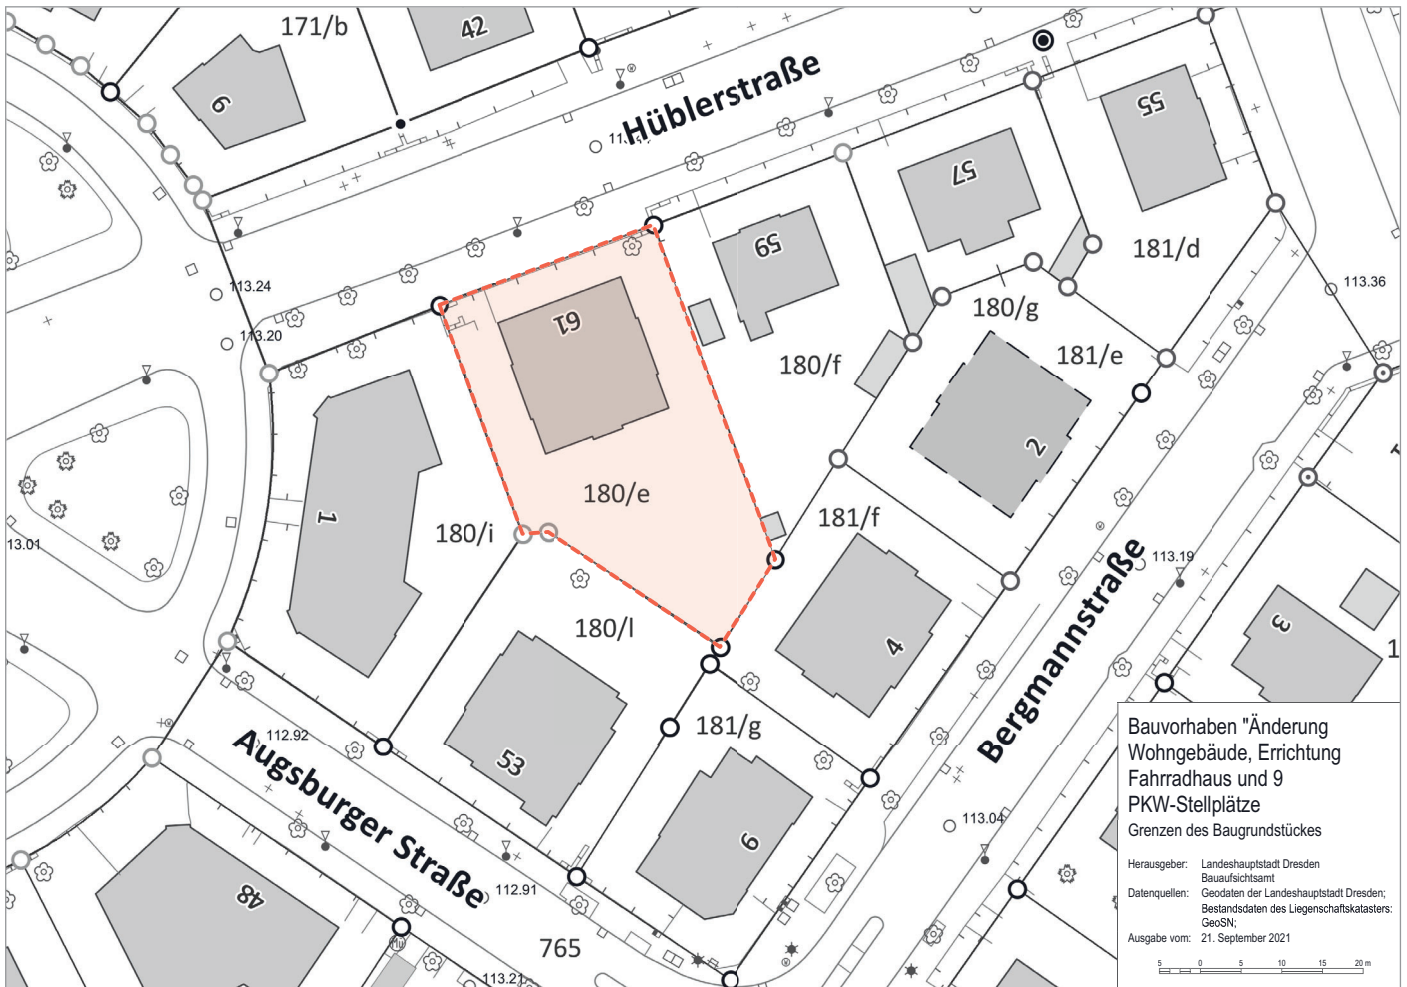 171/b
42
9
Hüblerstraße
55
57
59
61
181/d
113.24
113.36
113.20
180/g
180/f
181/e
2
180/e
1
180/i
181/f
13.01
113.19
Bergmannstraße
180/l
4
3
1
181/g
112.92
Augsburger Straße
53
6
113.04
48
112.91
765
113.21
Mu
Bauvorhaben "Änderung
Wohngebäude, Errichtung
Fahrradhaus und 9
PKW-Stellplätze
Grenzen des Baugrundstückes
Herausgeber: Landeshauptstadt Dresden
Bauaufsichtsamt
Datenquellen: Geodaten der Landeshauptstadt Dresden;
Bestandsdaten des Liegenschaftskatasters:
GeoSN;
Ausgabe vom: 21. September 2021
5 0 5 10 15 20 m